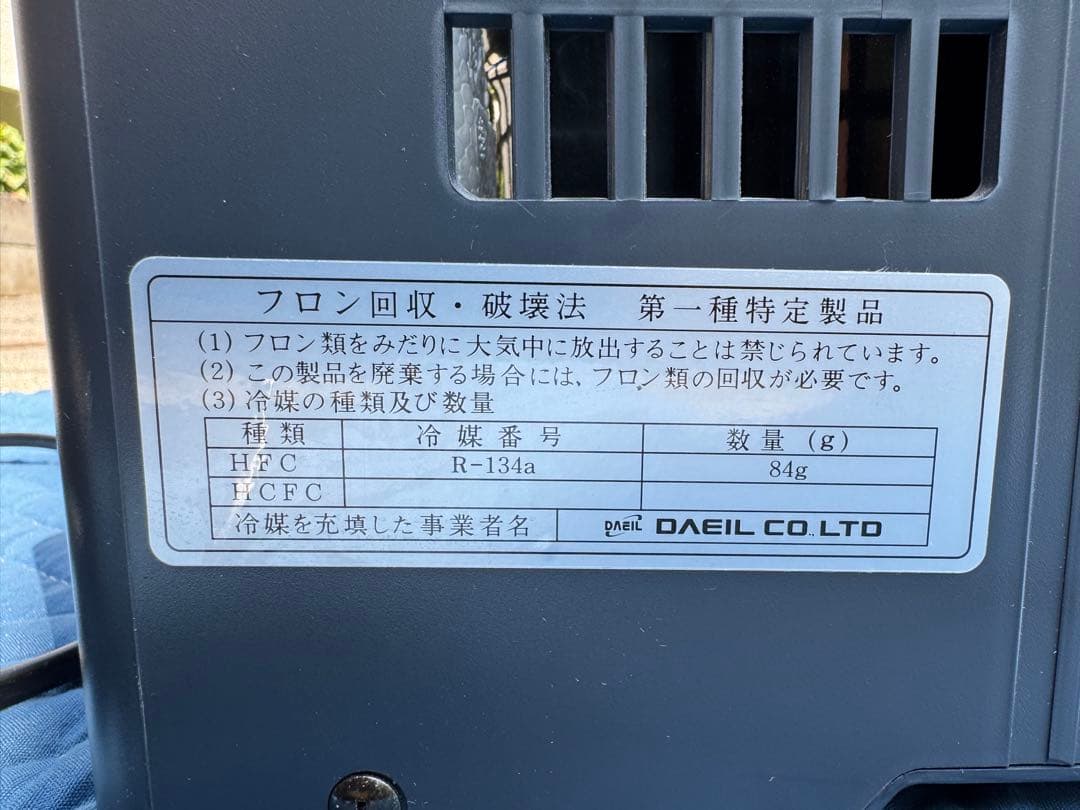 フロン回収・破壊法　第一種特定製品
(1) フロン類をみだりに大気中に放出することは禁じられています。
(2) この製品を廃棄する場合には、フロン類の回収が必要です。
(3) 冷媒の種類及び数量
種類 冷媒番号 数量 (g)
HFC R-134a 84g
HCFC
冷媒を充填した事業者名 DAEIL DAEIL CO.,LTD